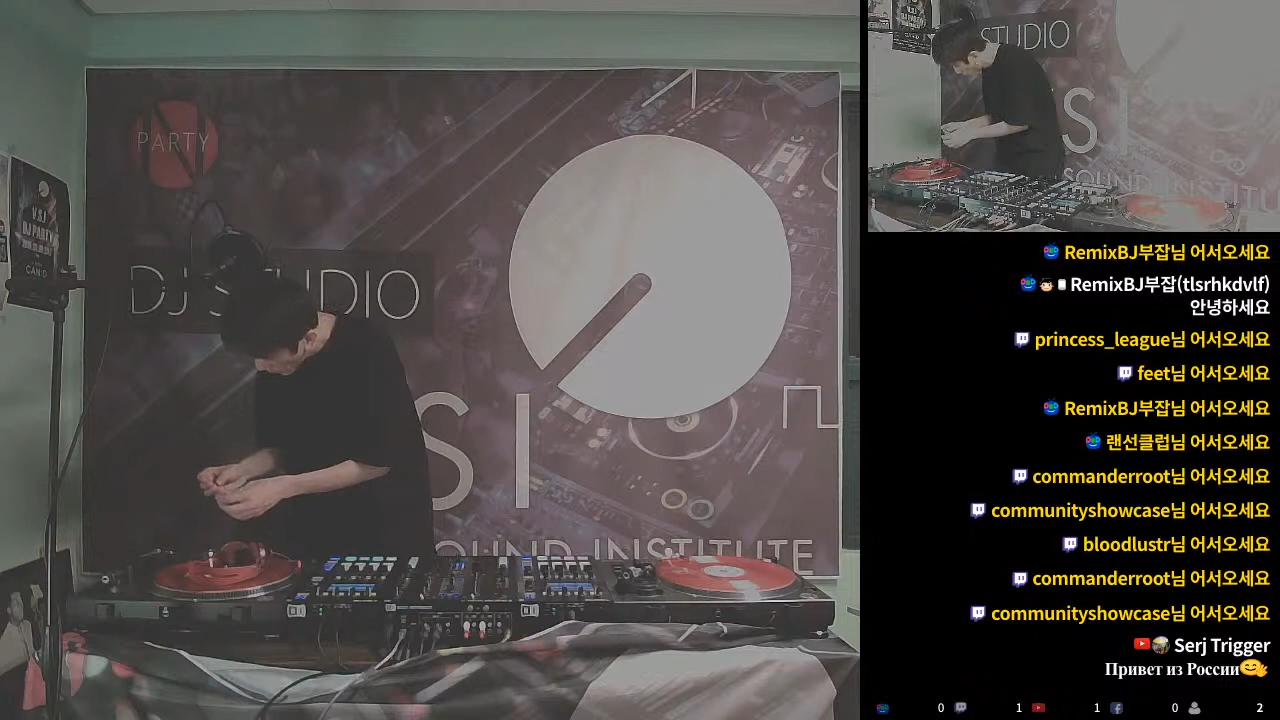 PARTY
DJ STUDIO
SI
SOUND INSTITUTE
V.S.I
DJ PARTY
STUDIO
SI
SOUND INSTITU
RemixBJ부잡님 어서오세요
RemixBJ부잡(tlsrhkdvlf)
안녕하세요
princess_league님 어서오세요
feet님 어서오세요
RemixBJ부잡님 어서오세요
랜선클럽님 어서오세요
commanderroot님 어서오세요
communityshowcase님 어서오세요
bloodlustr님 어서오세요
commanderroot님 어서오세요
communityshowcase님 어서오세요
Serj Trigger
Привет из России😊👋
0 1 1 0 2